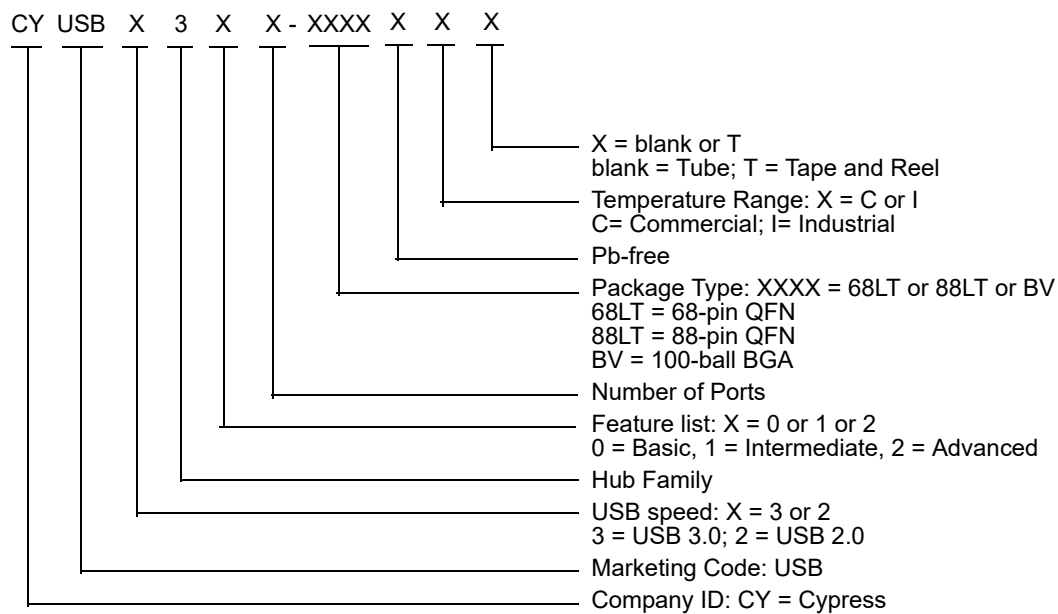 CY USB X 3 X X - XXXX X X X
X = blank or T
blank = Tube; T = Tape and Reel
Temperature Range: X = C or I
C= Commercial; I= Industrial
Pb-free
Package Type: XXXX = 68LT or 88LT or BV
68LT = 68-pin QFN
88LT = 88-pin QFN
BV = 100-ball BGA
Number of Ports
Feature list: X = 0 or 1 or 2
0 = Basic, 1 = Intermediate, 2 = Advanced
Hub Family
USB speed: X = 3 or 2
3 = USB 3.0; 2 = USB 2.0
Marketing Code: USB
Company ID: CY = Cypress